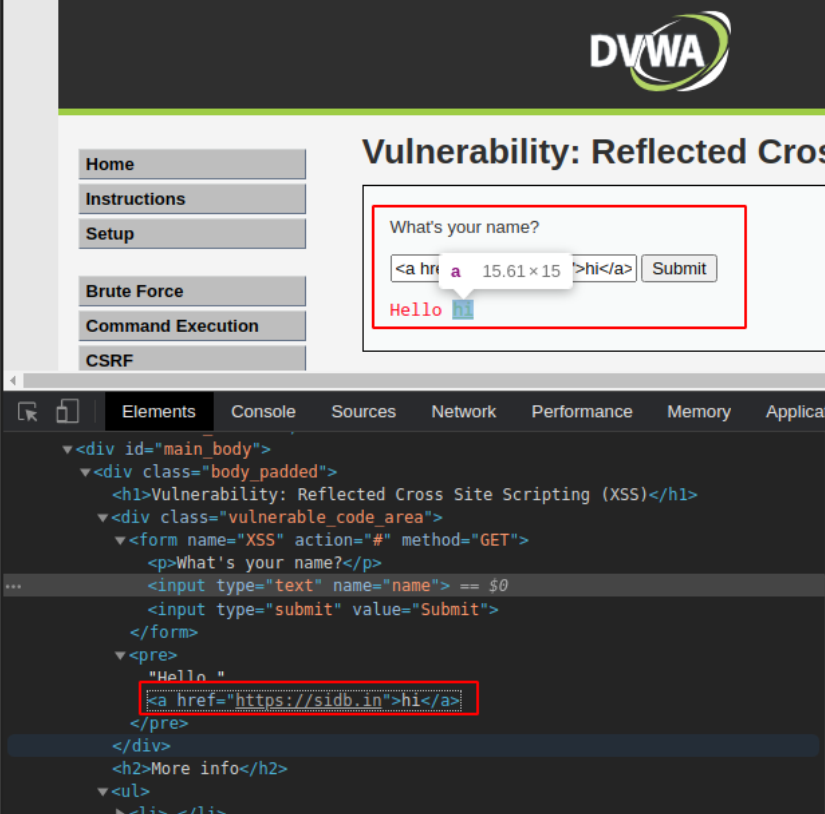 DVWA
Vulnerability: Reflected Cros
Home
Instructions
Setup
Brute Force
Command Execution
CSRF
What's your name?
<a hre a 15.61 × 15 ">hi</a> Submit
Hello hi
Elements Console Sources Network Performance Memory Applica
<div id="main_body">
<div class="body_padded">
<h1>Vulnerability: Reflected Cross Site Scripting (XSS)</h1>
<div class="vulnerable_code_area">
<form name="XSS" action="#" method="GET">
<p>What's your name?</p>
... <input type="text" name="name"> == $0
<input type="submit" value="Submit">
</form>
<pre>
"Hello "
<a href="https://sidb.in">hi</a>
</pre>
</div>
<h2>More info</h2>
<ul>
<li>…</li>